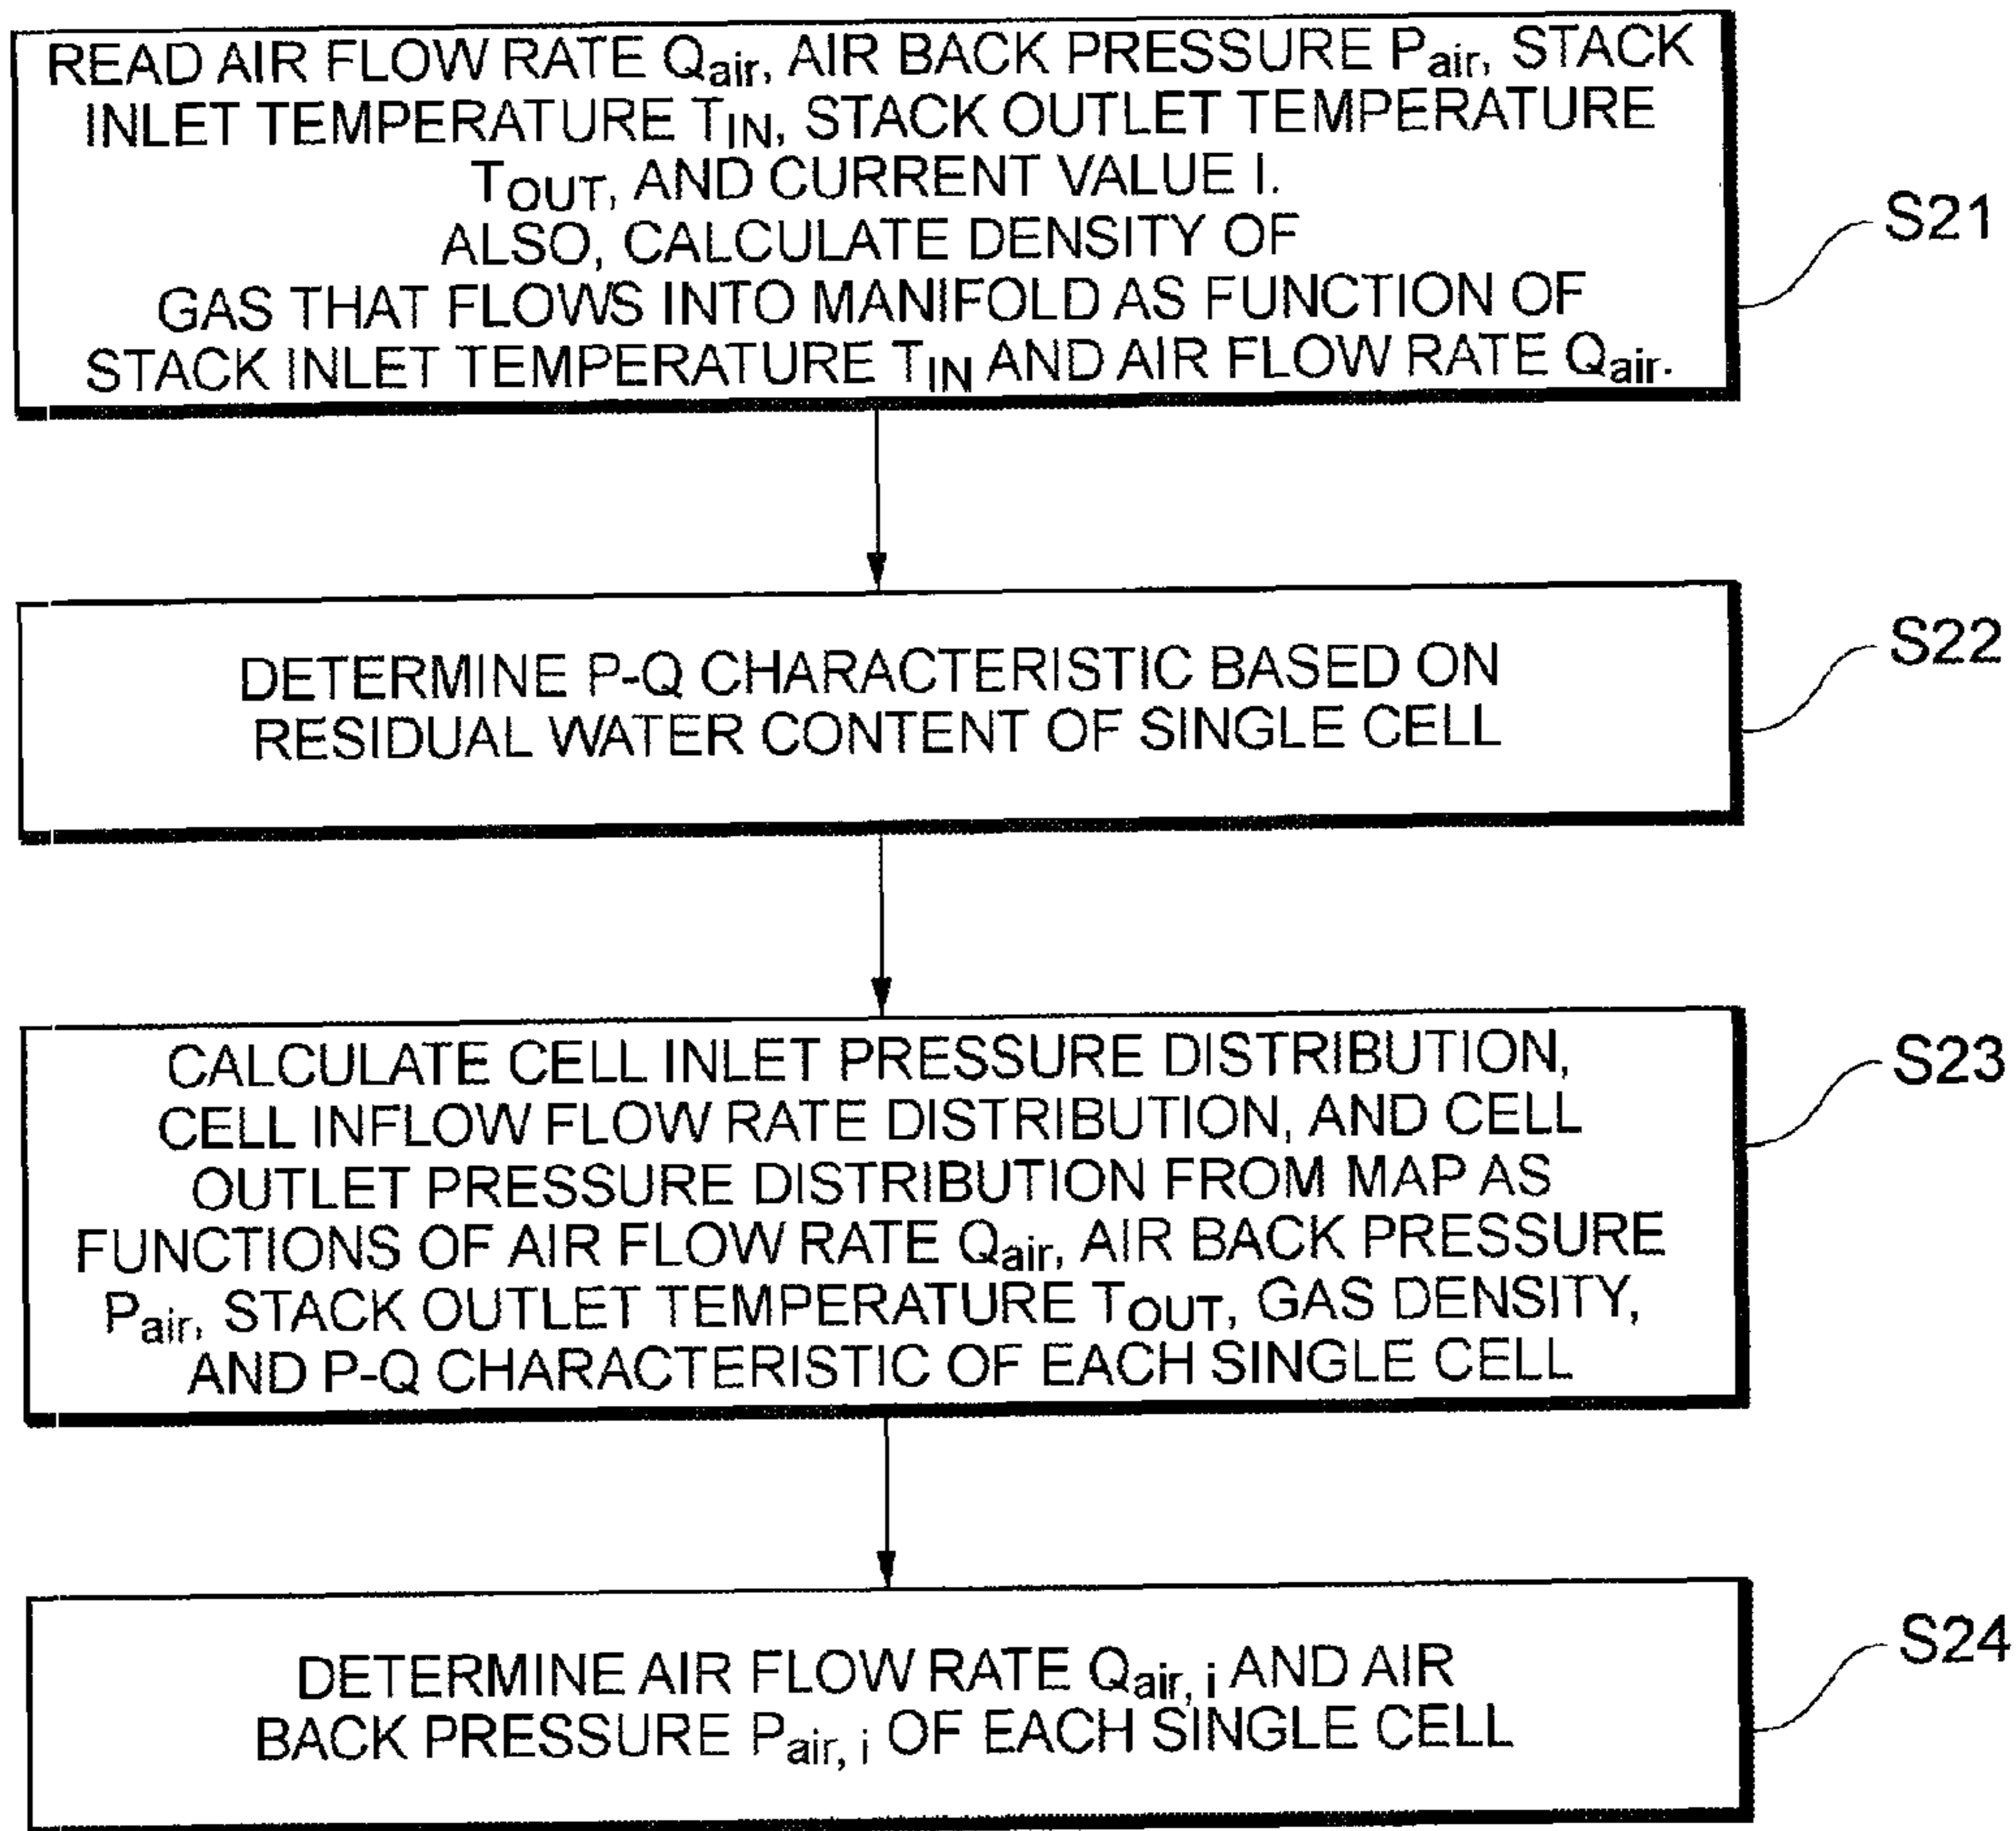 READ AIR FLOW RATE Qair, AIR BACK PRESSURE Pair, STACK
INLET TEMPERATURE TIN, STACK OUTLET TEMPERATURE
TOUT, AND CURRENT VALUE I.
ALSO, CALCULATE DENSITY OF
GAS THAT FLOWS INTO MANIFOLD AS FUNCTION OF
STACK INLET TEMPERATURE TIN AND AIR FLOW RATE Qair.
S21
DETERMINE P-Q CHARACTERISTIC BASED ON
RESIDUAL WATER CONTENT OF SINGLE CELL
S22
CALCULATE CELL INLET PRESSURE DISTRIBUTION,
CELL INFLOW FLOW RATE DISTRIBUTION, AND CELL
OUTLET PRESSURE DISTRIBUTION FROM MAP AS
FUNCTIONS OF AIR FLOW RATE Qair, AIR BACK PRESSURE
Pair, STACK OUTLET TEMPERATURE TOUT, GAS DENSITY,
AND P-Q CHARACTERISTIC OF EACH SINGLE CELL
S23
DETERMINE AIR FLOW RATE Qair, i AND AIR
BACK PRESSURE Pair, i OF EACH SINGLE CELL
S24